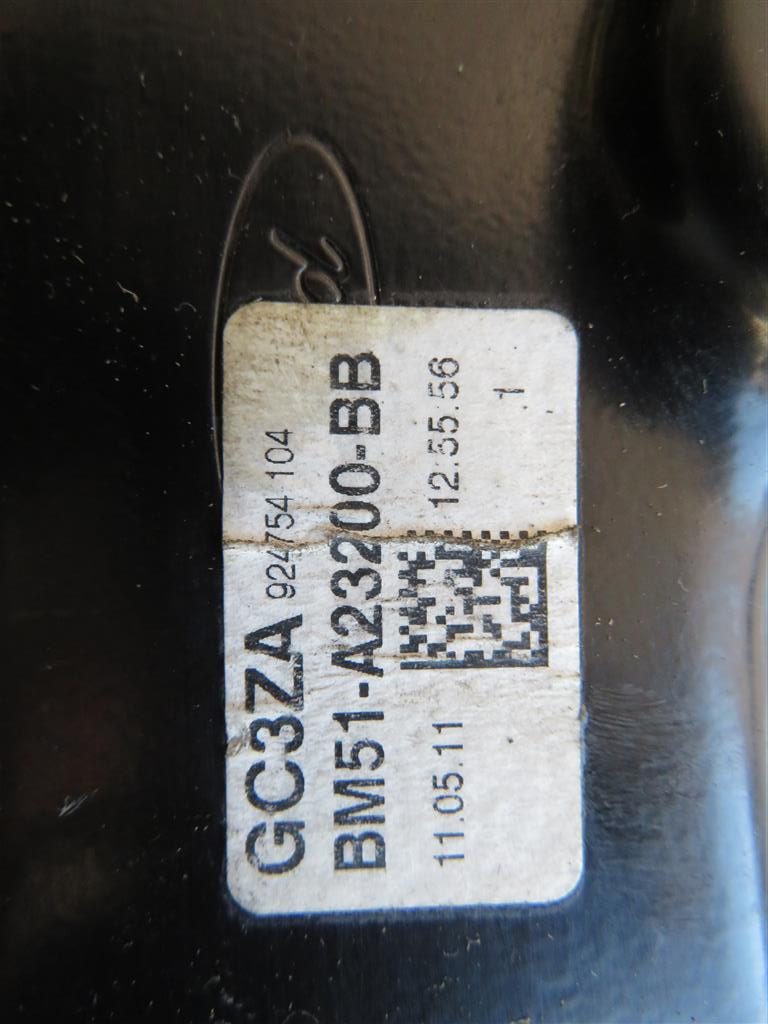 GC3ZA 924754 104
BM51-A23200-BB
11.05.11 12.55.56
1